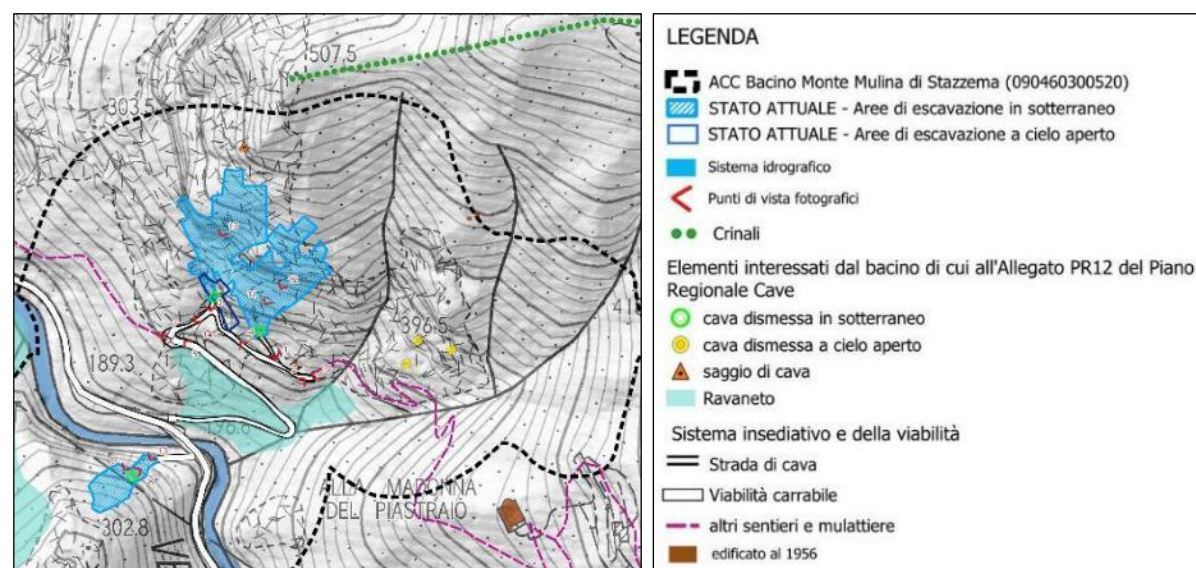 507.5
303.5
396.5
41
189.3
198.6
ALLA MADONNA
DEL PIASTRAIO
302.8
VE
LEGENDA
ACC Bacino Monte Mulina di Stazzema (090460300520)
STATO ATTUALE - Aree di escavazione in sotterraneo
STATO ATTUALE - Aree di escavazione a cielo aperto
Sistema idrografico
Punti di vista fotografici
Crinali
Elementi interessati dal bacino di cui all'Allegato PR12 del Piano
Regionale Cave
cava dismessa in sotterraneo
cava dismessa a cielo aperto
saggio di cava
Ravaneto
Sistema insediativo e della viabilità
Strada di cava
Viabilità carrabile
altri sentieri e mulattiere
edificato al 1956